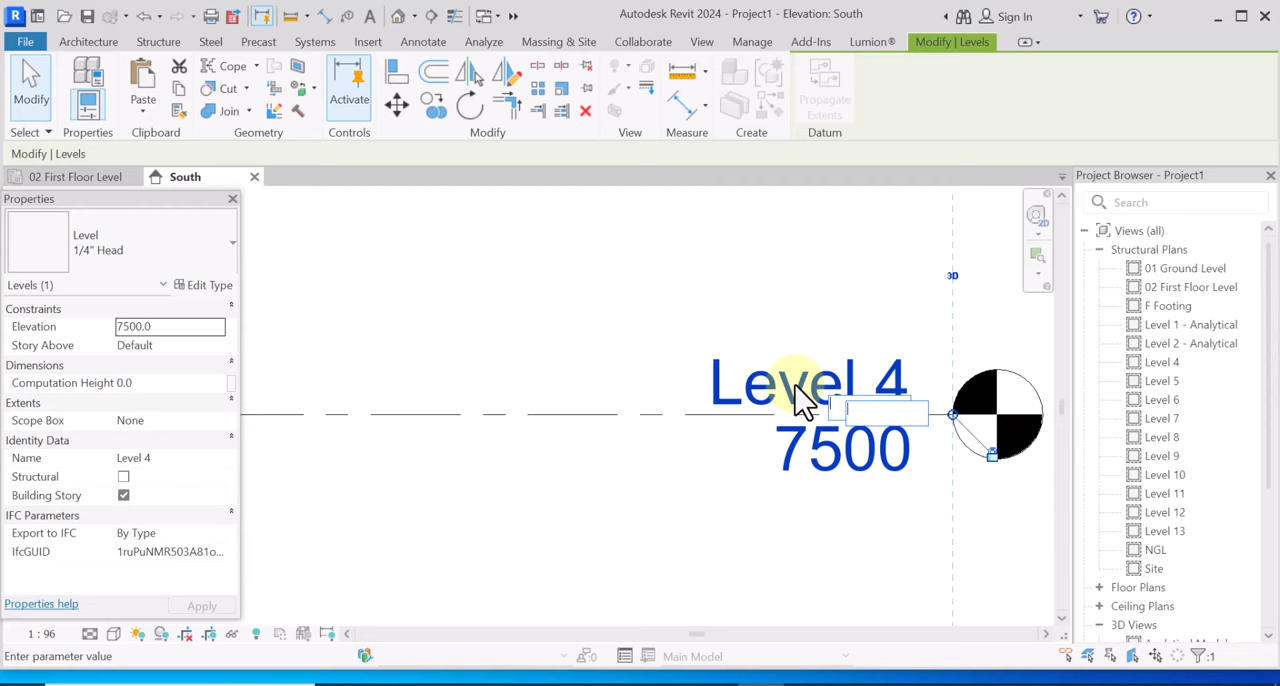 Autodesk Revit 2024 - Project1 - Elevation: South
Sign In
File
Architecture
Structure
Steel
Precast
Systems
Insert
Annotate
Analyze
Massing & Site
Collaborate
View
Manage
Add-Ins
Lumion®
Modify | Levels
Modify
Paste
Cope
Cut
Join
Activate
Propagate
Extents
Select
Properties
Clipboard
Geometry
Controls
Modify
View
Measure
Create
Datum
Modify | Levels
02 First Floor Level
South
Project Browser - Project1
Properties
Search
Level
1/4" Head
Views (all)
Structural Plans
01 Ground Level
02 First Floor Level
F Footing
Level 1 - Analytical
Level 2 - Analytical
Level 4
Level 5
Level 6
Level 7
Level 8
Level 9
Level 10
Level 11
Level 12
Level 13
NGL
Site
Floor Plans
Ceiling Plans
3D Views
Levels (1)
Edit Type
Constraints
Elevation 7500.0
Story Above Default
Dimensions
Computation Height 0.0
Extents
Scope Box None
Identity Data
Name Level 4
Structural
Building Story
IFC Parameters
Export to IFC By Type
IfcGUID 1ruPuNMR503A81o...
Properties help
Apply
2D
3D
Level 4
7500
1 : 96
Enter parameter value
:0
Main Model
:1